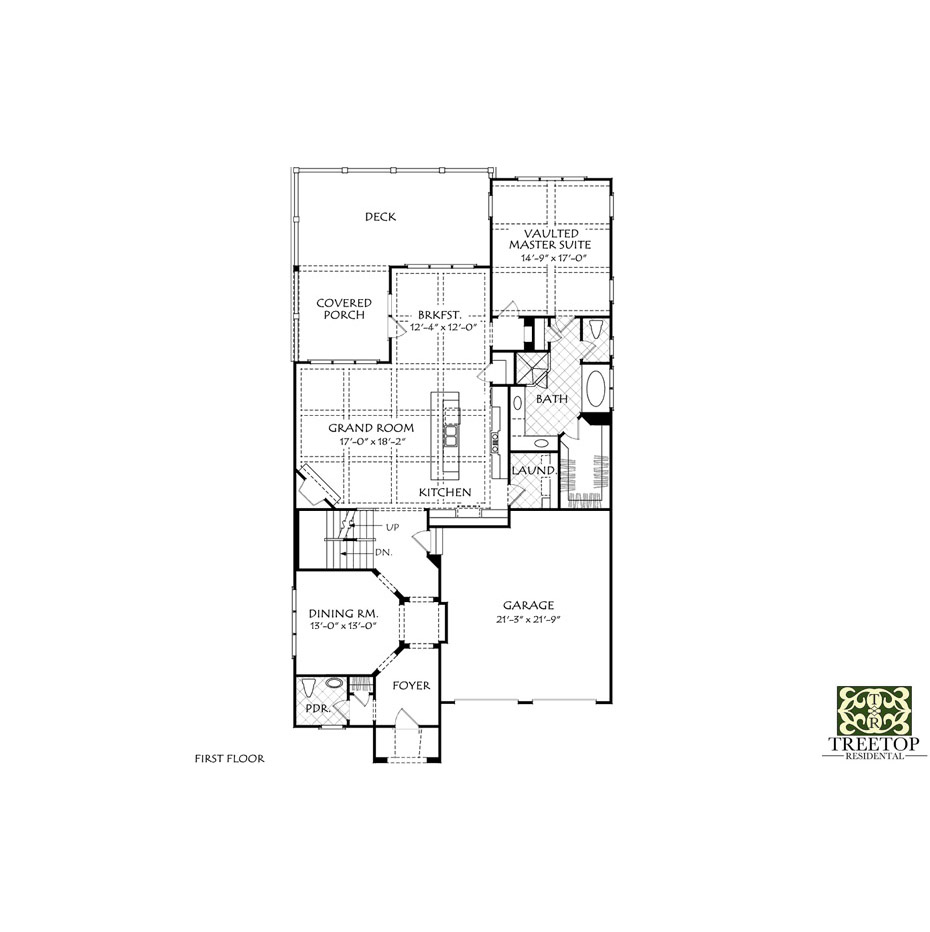 DECK
VAULTED
MASTER SUITE
14'-9" x 17'-0"
COVERED
PORCH
BRKFST.
12'-4" x 12'-0"
BATH
GRAND ROOM
17'-0" x 18'-2"
LAUND.
KITCHEN
UP
DN.
DINING RM.
13'-0" x 13'-0"
GARAGE
21'-3" x 21'-9"
FOYER
PDR.
FIRST FLOOR
T
R
TREETOP
RESIDENTAL